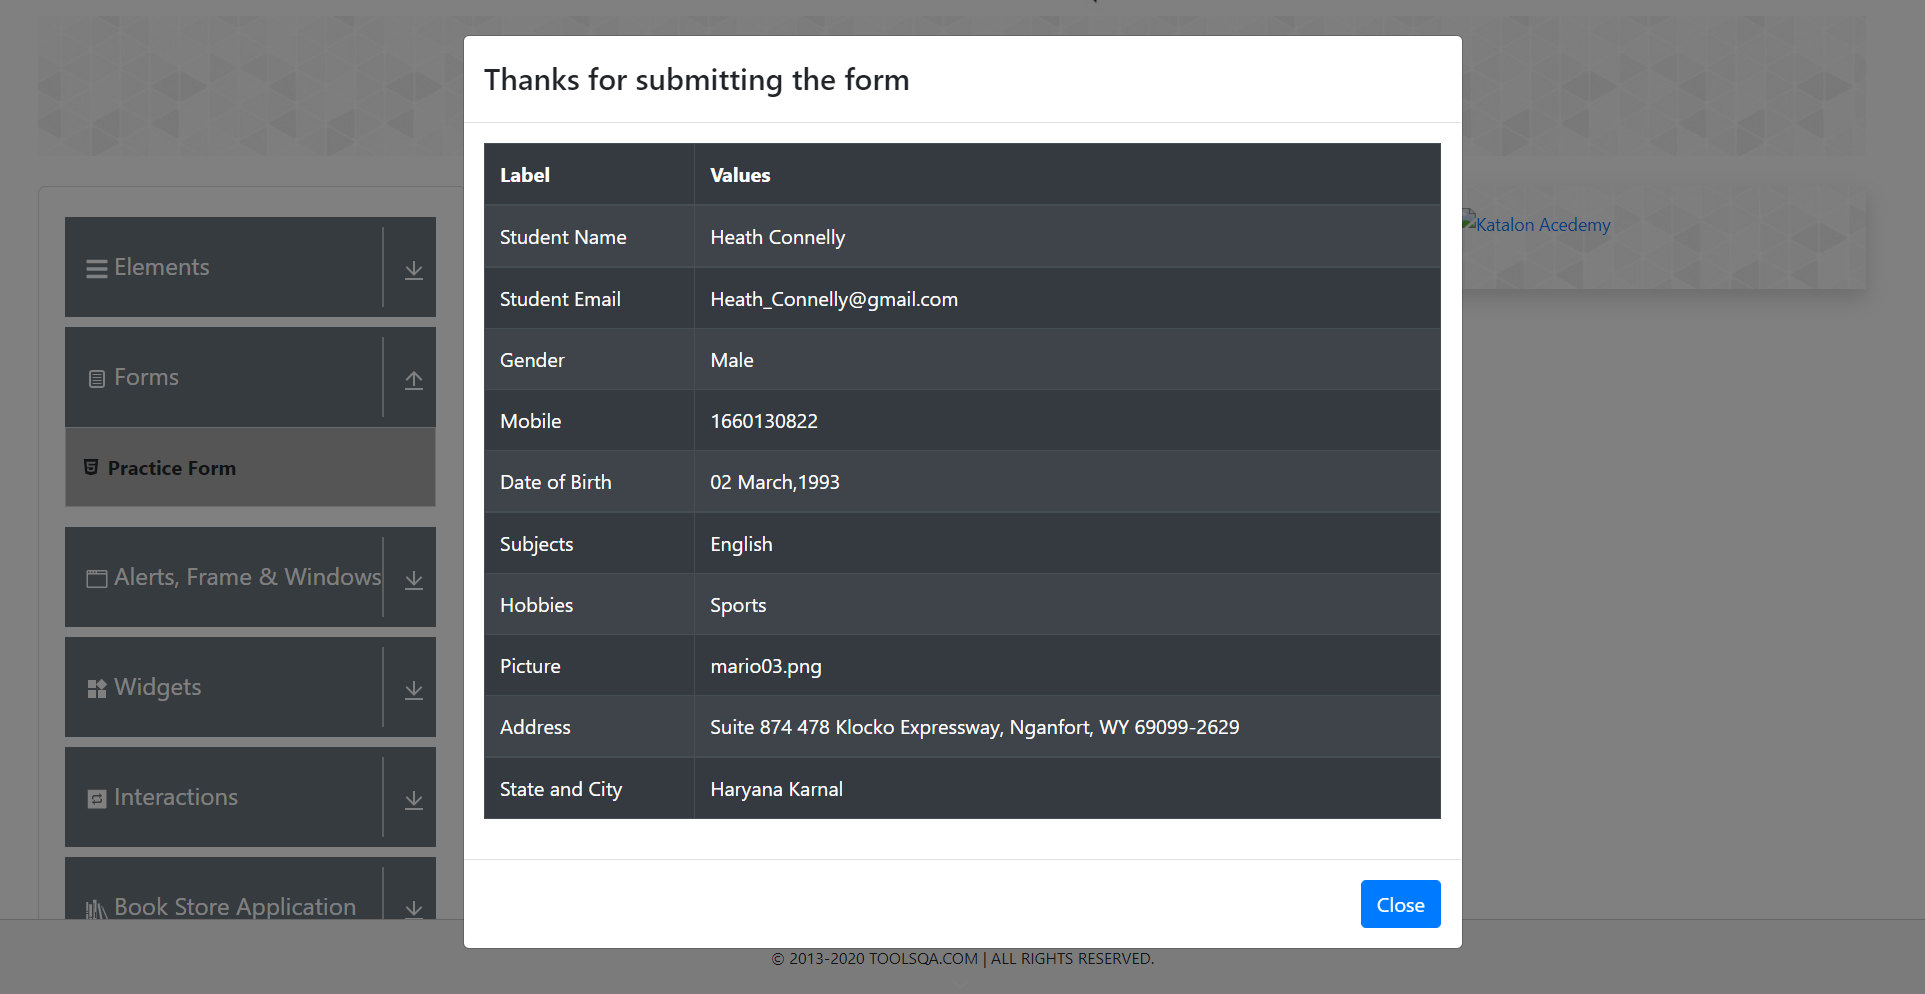 Thanks for submitting the form
Label Values
Student Name Heath Connelly
Student Email Heath_Connelly@gmail.com
Gender Male
Mobile 1660130822
Date of Birth 02 March,1993
Subjects English
Hobbies Sports
Picture mario03.png
Address Suite 874 478 Klocko Expressway, Nganfort, WY 69099-2629
State and City Haryana Karnal
Close
Elements
Forms
Practice Form
Alerts, Frame & Windows
Widgets
Interactions
Book Store Application
Katalon Acedemy
© 2013-2020 TOOLSQA.COM | ALL RIGHTS RESERVED.